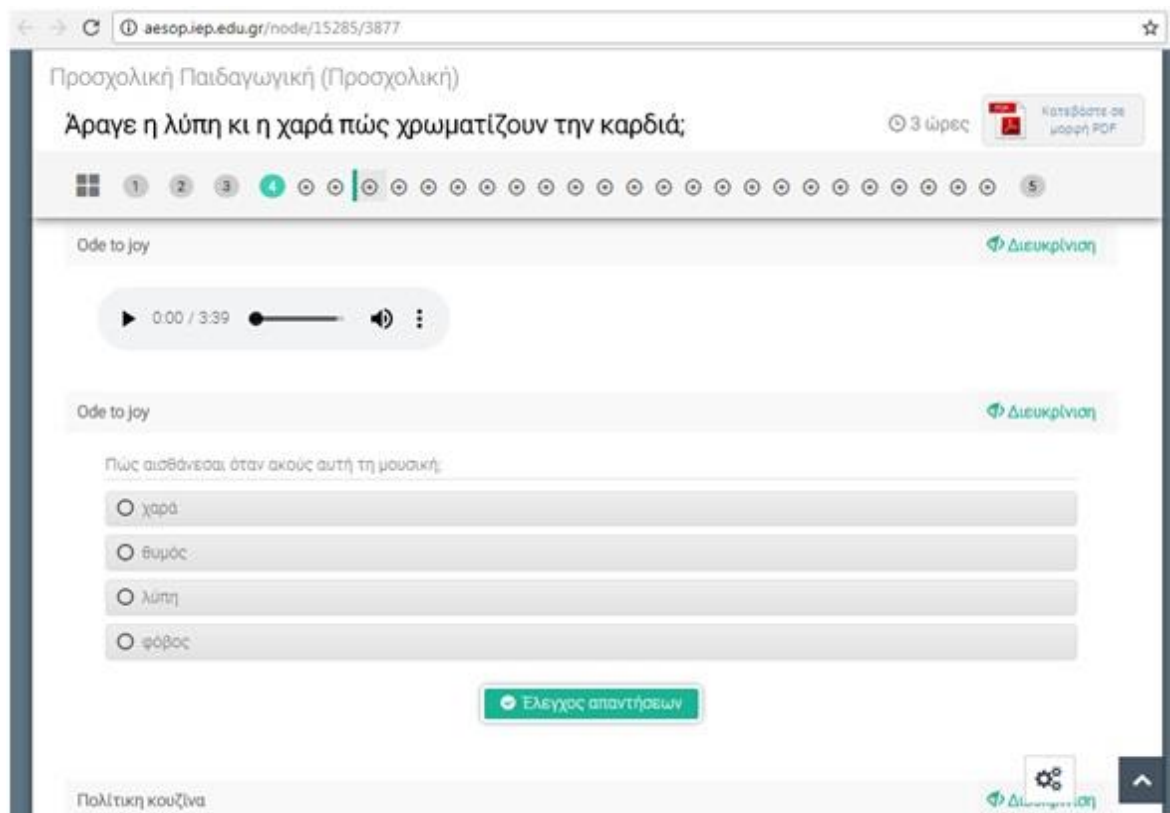 aesop.iep.edu.gr/node/15285/3877
Προσχολική Παιδαγωγική (Προσχολική)
Άραγε η λύπη κι η χαρά πώς χρωματίζουν την καρδιά;
3 ώρες
Κατεβάστε σε
μορφή PDF
1 2 3 4 5
Ode to joy
Διευκρίνιση
0:00 / 3:39
Ode to joy
Διευκρίνιση
Πώς αισθάνεσαι όταν ακούς αυτή τη μουσική;
χαρά
θυμός
λύπη
φόβος
Έλεγχος απαντήσεων
Πολίτικη κουζίνα